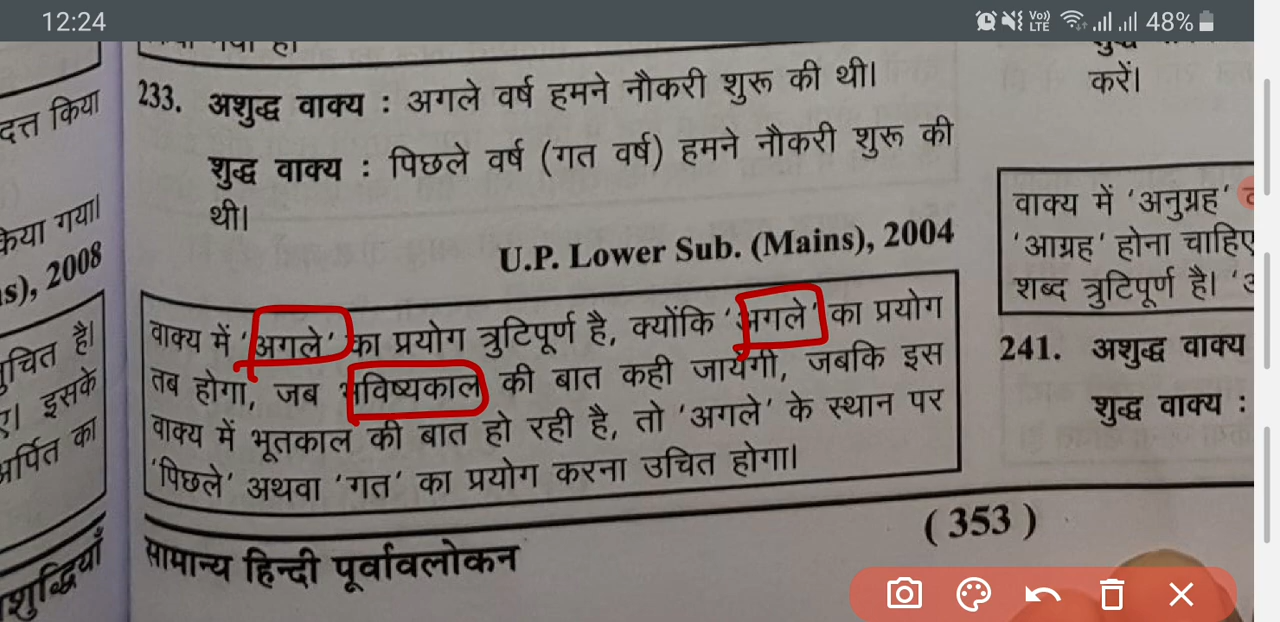 12:24
Vo)) LTE 48%
दत्त किया
किया गया।
2008
233. अशुद्ध वाक्य : अगले वर्ष हमने नौकरी शुरू की थी।
शुद्ध वाक्य : पिछले वर्ष (गत वर्ष) हमने नौकरी शुरू की
थी।
U.P. Lower Sub. (Mains), 2004
वाक्य में 'अगले' का प्रयोग त्रुटिपूर्ण है, क्योंकि 'अगले' का प्रयोग
तब होगा, जब भविष्यकाल की बात कही जायेगी, जबकि इस
वाक्य में भूतकाल की बात हो रही है, तो 'अगले' के स्थान पर
'पिछले' अथवा 'गत' का प्रयोग करना उचित होगा।
(353)
सामान्य हिन्दी पूर्वावलोकन
है।
इसके
का
करें।
वाक्य में 'अनुग्रह'
'आग्रह' होना चाहिए
शब्द त्रुटिपूर्ण है।
241. अशुद्ध वाक्य
शुद्ध वाक्य :